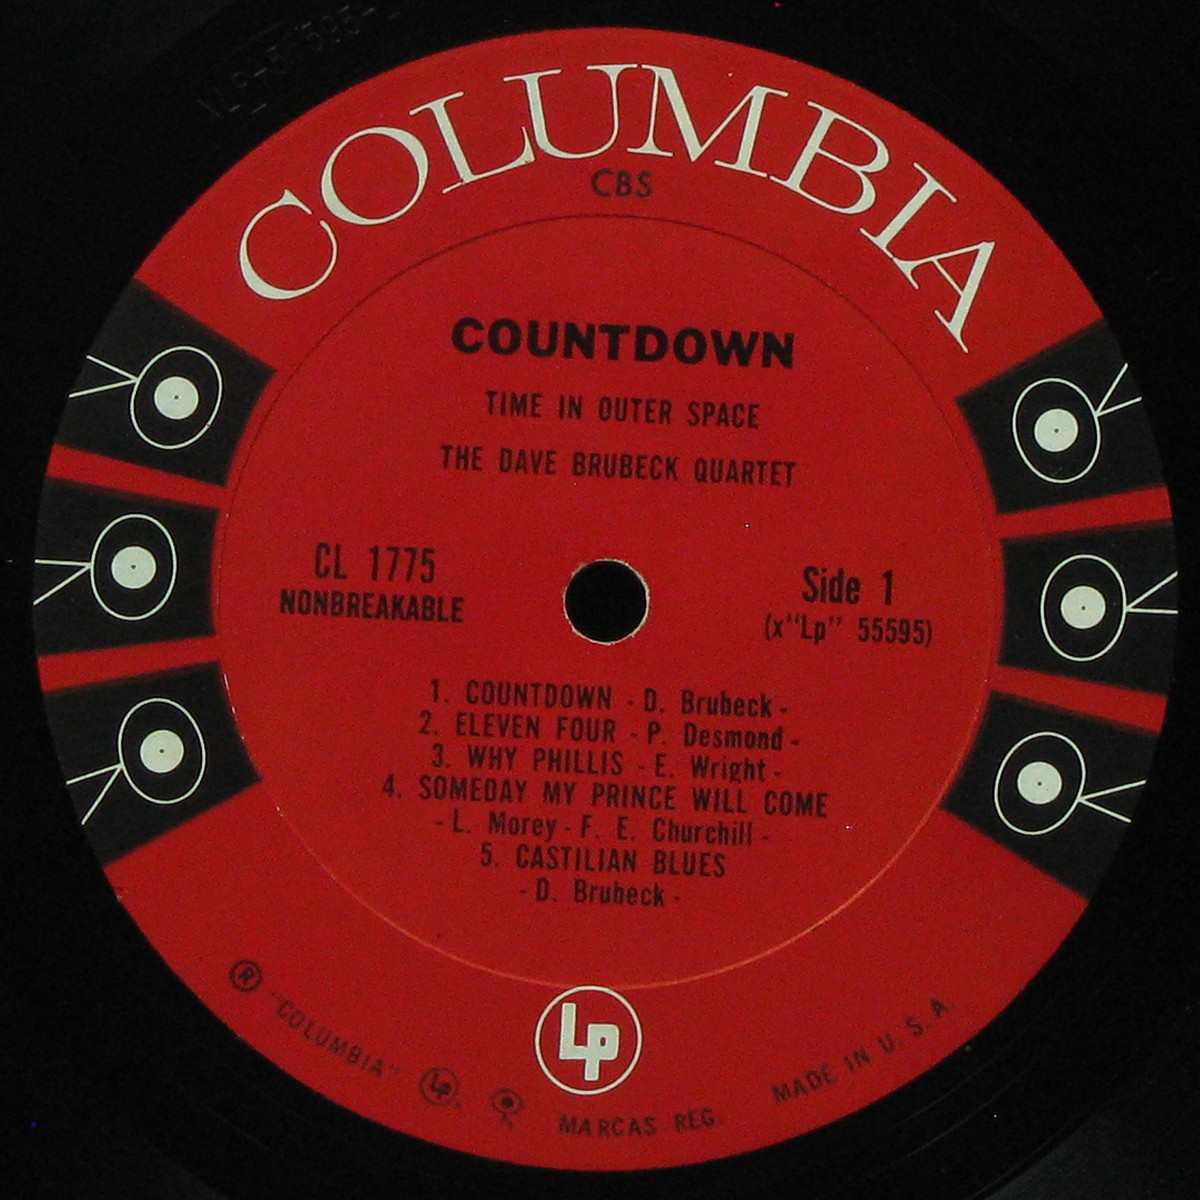 COLUMBIA
CBS
COUNTDOWN
TIME IN OUTER SPACE
THE DAVE BRUBECK QUARTET
CL 1775
NONBREAKABLE
Side 1
(x"Lp" 55595)
1. COUNTDOWN - D. Brubeck -
2. ELEVEN FOUR - P. Desmond -
3. WHY PHILLIS - E. Wright -
4. SOMEDAY MY PRINCE WILL COME
- L. Morey - F. E. Churchill -
5. CASTILIAN BLUES
- D. Brubeck -
Lp
® "COLUMBIA" Lp MARCAS REG. MADE IN U. S. A.